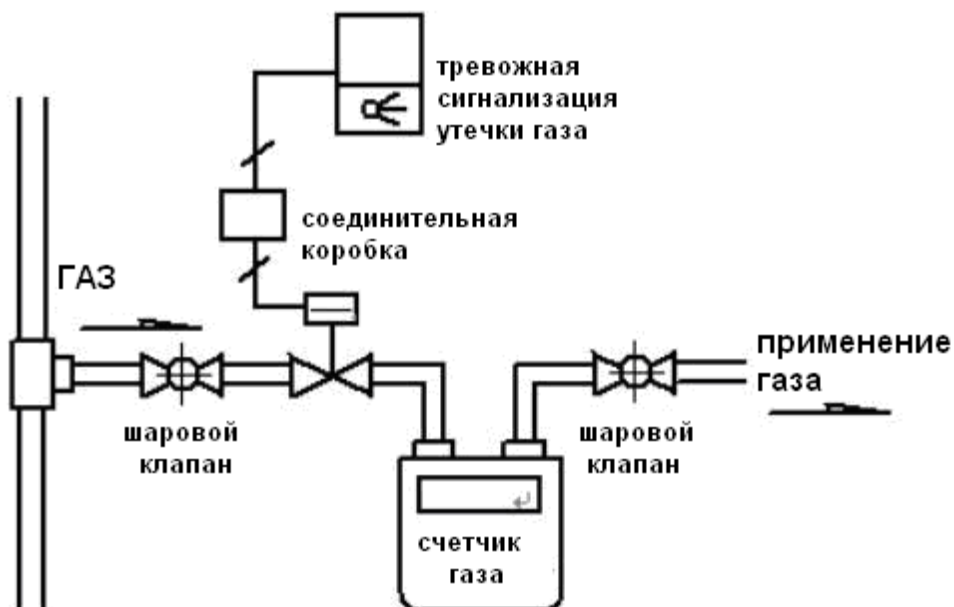 тревожная
сигнализация
утечки газа
соединительная
коробка
ГАЗ
применение
газа
шаровой
клапан
шаровой
клапан
счетчик
газа